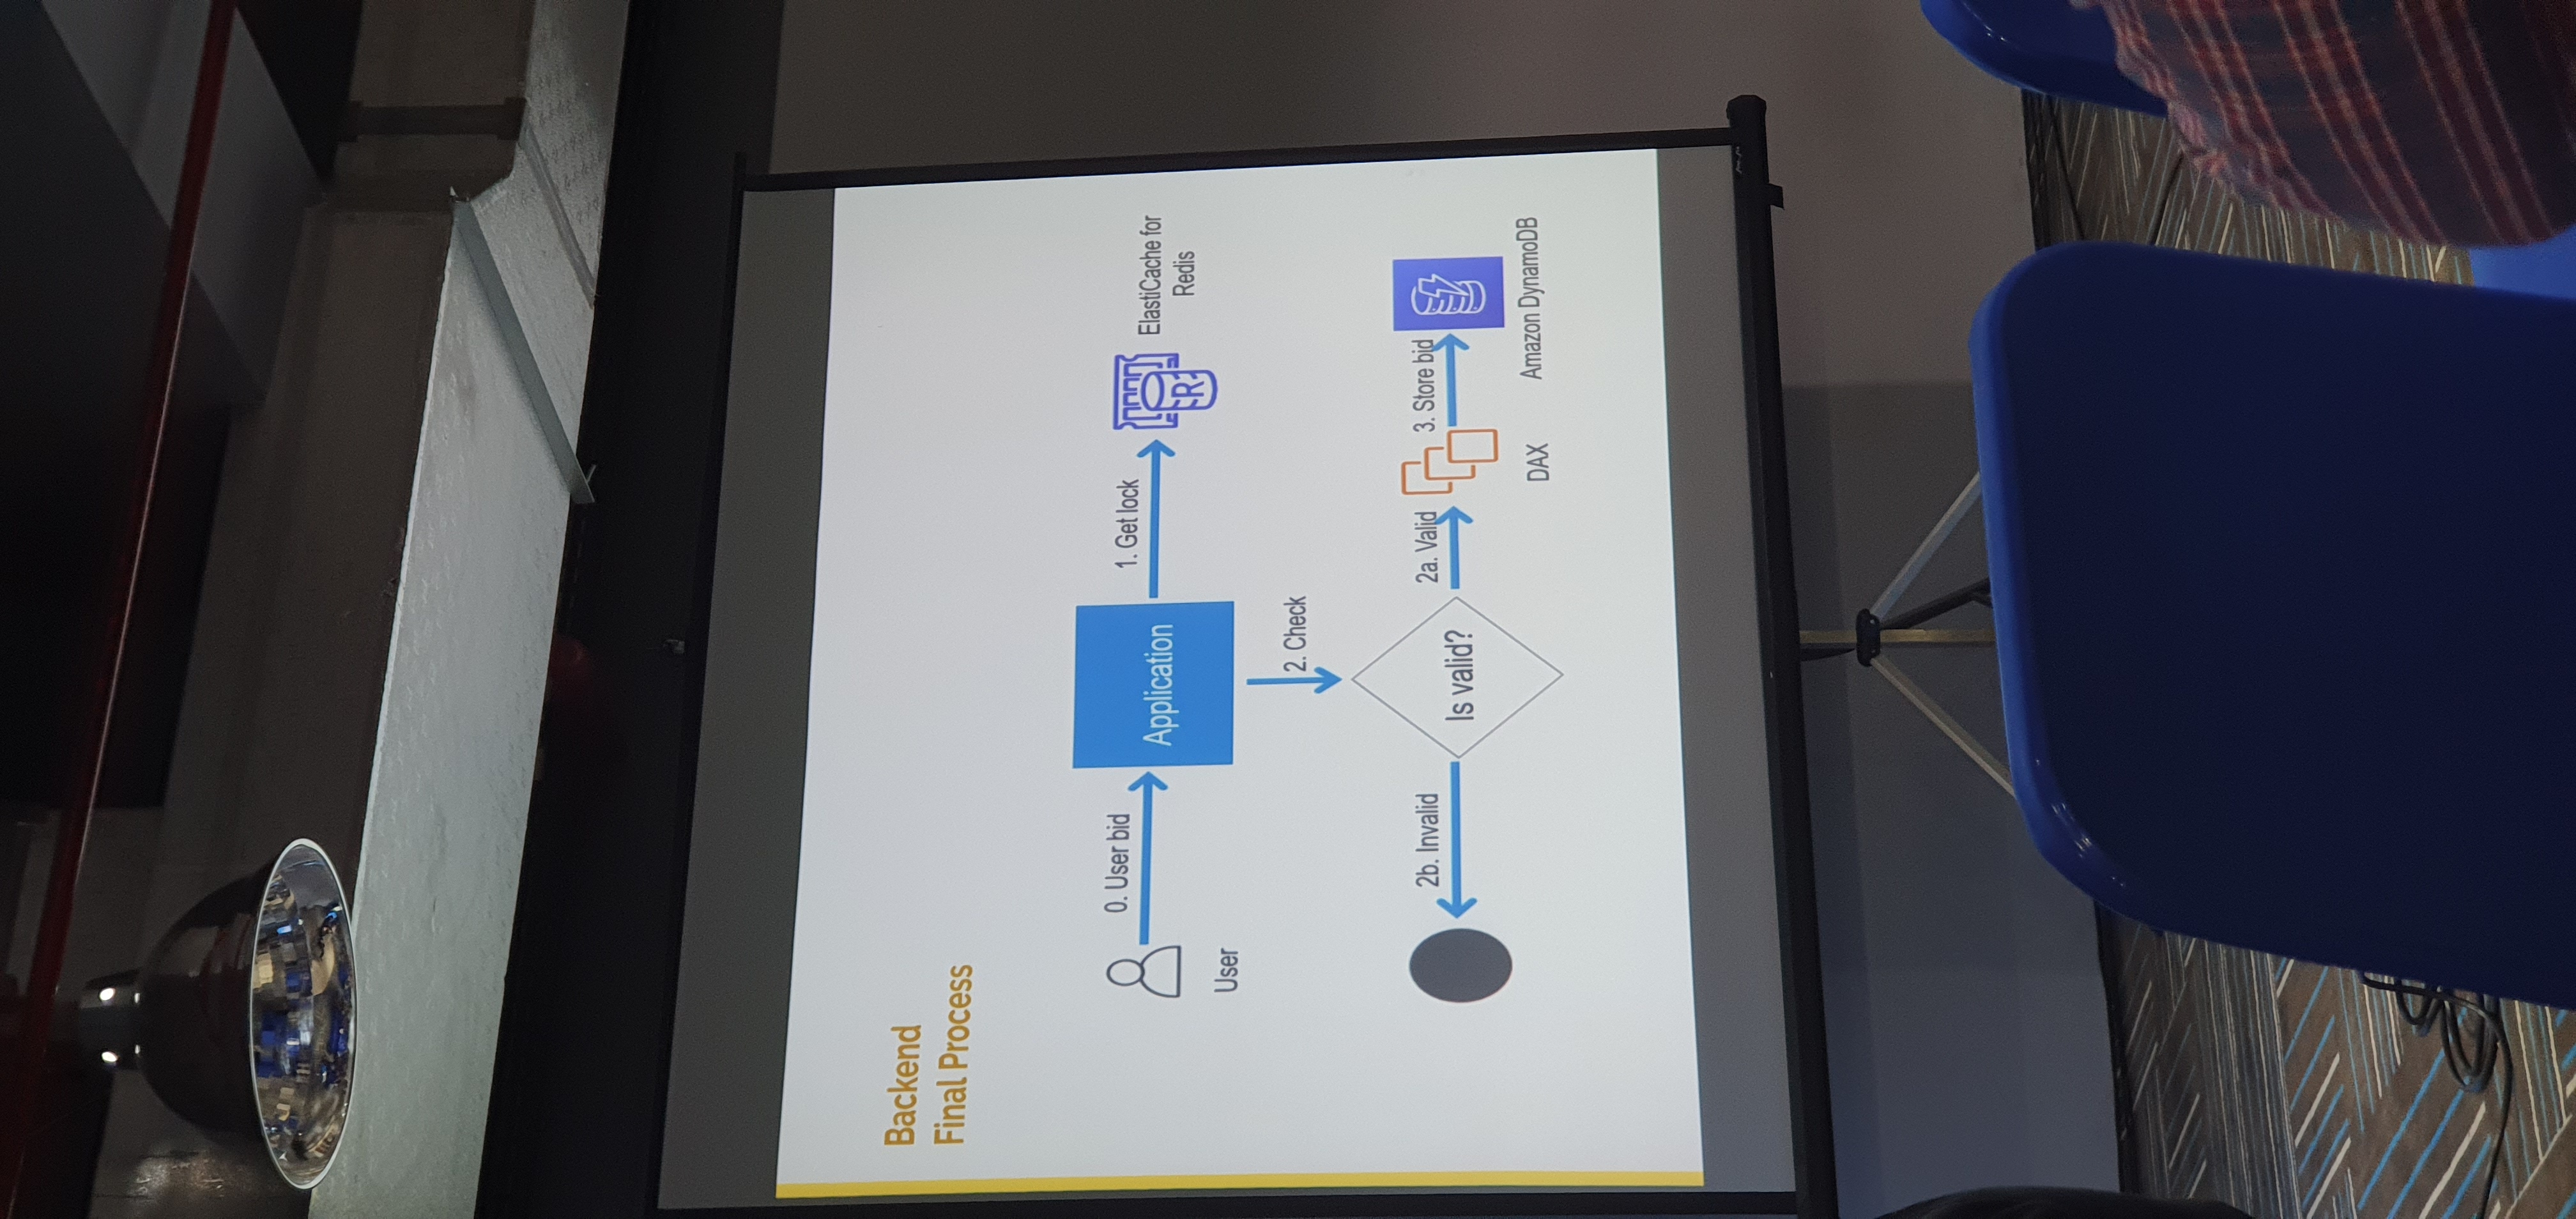 Backend
Final Process
0. User bid
Application
1. Get lock
R
ElastiCache for
Redis
User
2. Check
2b. Invalid
Is valid?
2a. Valid
3. Store bid
DAX
Amazon DynamoDB